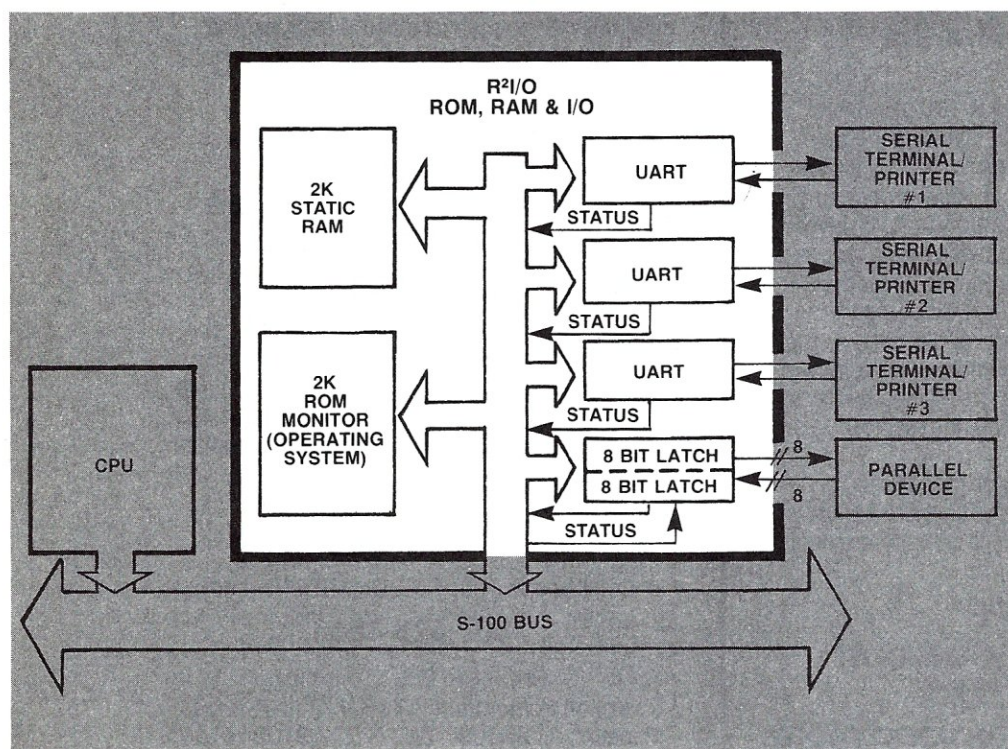 R²I/O
ROM, RAM & I/O
2K
STATIC
RAM
UART
STATUS
SERIAL
TERMINAL/
PRINTER
#1
UART
STATUS
SERIAL
TERMINAL/
PRINTER
#2
2K
ROM
MONITOR
(OPERATING
SYSTEM)
UART
STATUS
SERIAL
TERMINAL/
PRINTER
#3
CPU
8 BIT LATCH
8 BIT LATCH
STATUS
8
8
PARALLEL
DEVICE
S-100 BUS